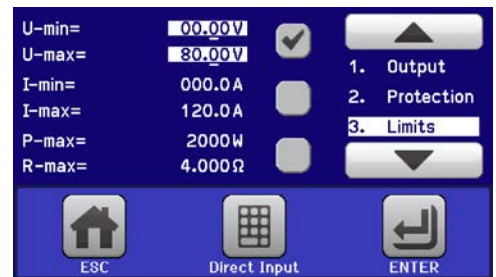 U-min= 00.00V
U-max= 80.00V
I-min= 000.0A
I-max= 120.0A
P-max= 2000W
R-max= 4.000Ω
1. Output
2. Protection
3. Limits
ESC
Direct Input
ENTER